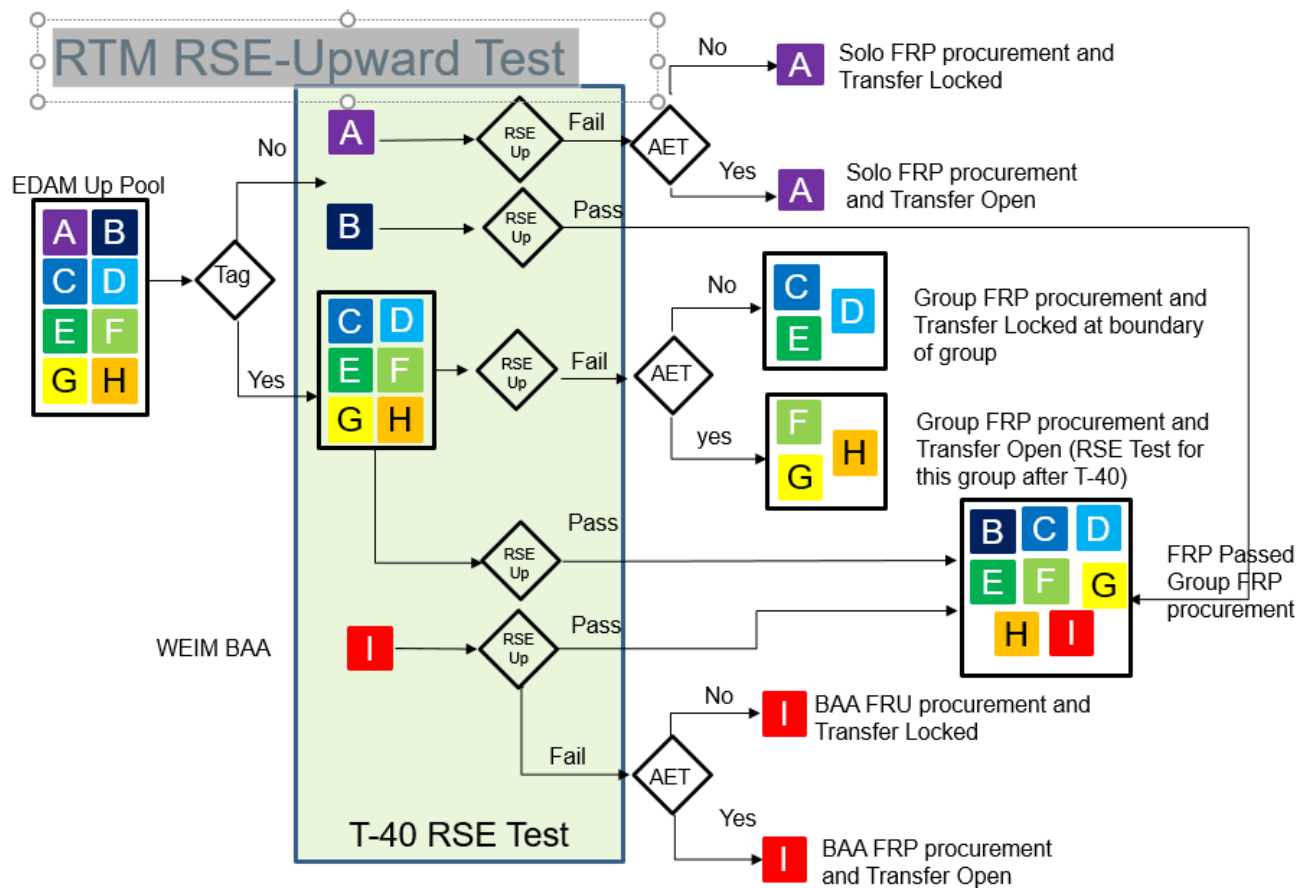 RTM RSE-Upward Test
No
A
Solo FRP procurement and
Transfer Locked
A
RSE
Up
Fail
AET
No
Yes
A
Solo FRP procurement
and Transfer Open
EDAM Up Pool
A B
C D
E F
G H
Tag
B
RSE
Up
Pass
C D
E F
G H
Yes
RSE
Up
Fail
AET
No
C
D
E
Group FRP procurement and
Transfer Locked at boundary
of group
yes
F
H
G
Group FRP procurement and
Transfer Open (RSE Test for
this group after T-40)
RSE
Up
Pass
B C D
E F G
H I
FRP Passed
Group FRP
procurement
WEIM BAA
I
RSE
Up
Pass
Fail
AET
No
I
BAA FRU procurement and
Transfer Locked
Yes
I
BAA FRP procurement
and Transfer Open
T-40 RSE Test